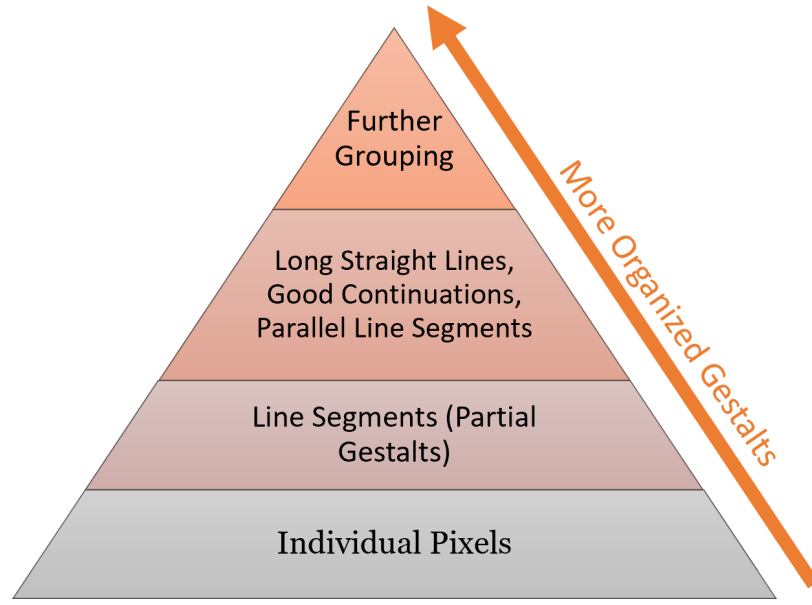 Further
Grouping
Long Straight Lines,
Good Continuations,
Parallel Line Segments
Line Segments (Partial
Gestalts)
Individual Pixels
More Organized Gestalts